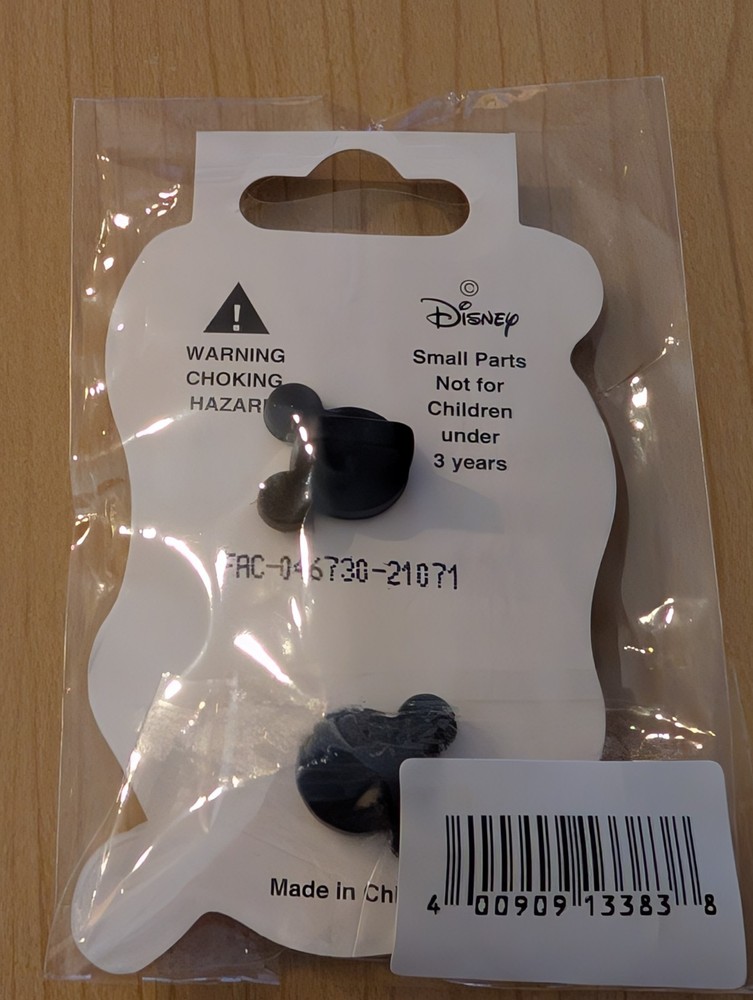 WARNING
CHOKING
HAZAR
©
Disney
Small Parts
Not for
Children
under
3 years
FAC-046730-21071
Made in Chi
4 00909 13383 8